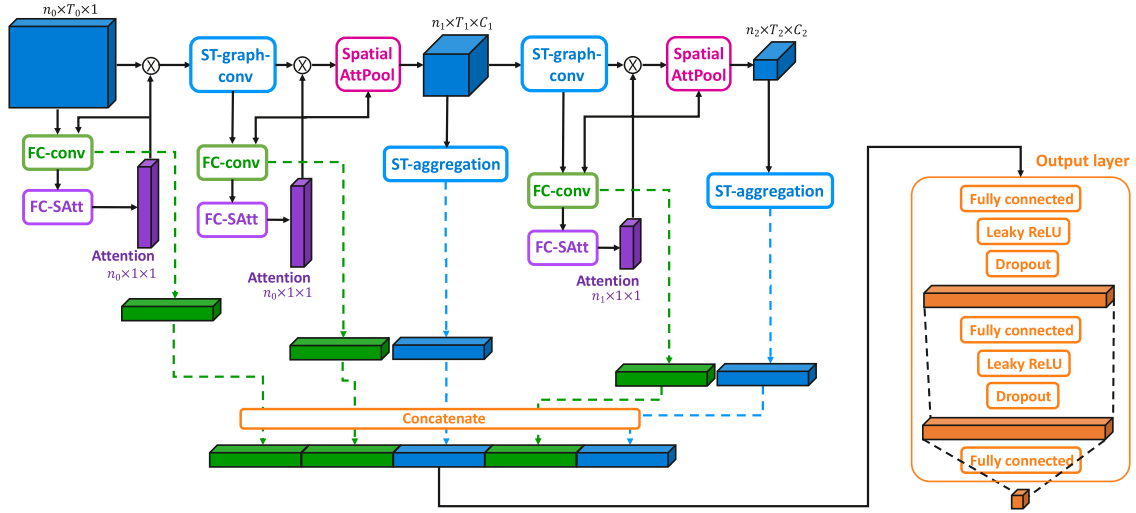 n₀×T₀×1
n₁×T₁×C₁
n₂×T₂×C₂
ST-graph-
conv
Spatial
AttPool
ST-graph-
conv
Spatial
AttPool
FC-conv
FC-conv
ST-aggregation
FC-conv
ST-aggregation
FC-SAtt
FC-SAtt
FC-SAtt
Attention
n₀×1×1
Attention
n₀×1×1
Attention
n₁×1×1
Concatenate
Output layer
Fully connected
Leaky ReLU
Dropout
Fully connected
Leaky ReLU
Dropout
Fully connected